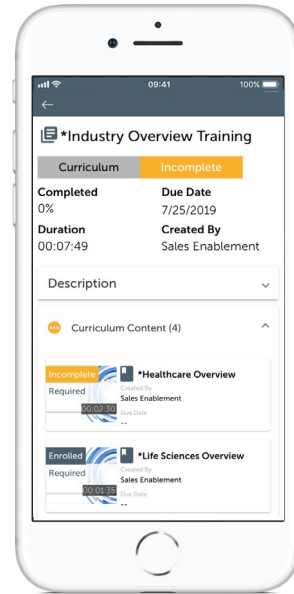 09:41
100%
*Industry Overview Training
Curriculum
Incomplete
Completed
Due Date
0%
7/25/2019
Duration
Created By
00:07:49
Sales Enablement
Description
Curriculum Content (4)
Incomplete
*Healthcare Overview
Required
Created By
Sales Enablement
00:02:30
Due Date
--
Enrolled
*Life Sciences Overview
Required
Created By
Sales Enablement
00:01:35
Due Date
--